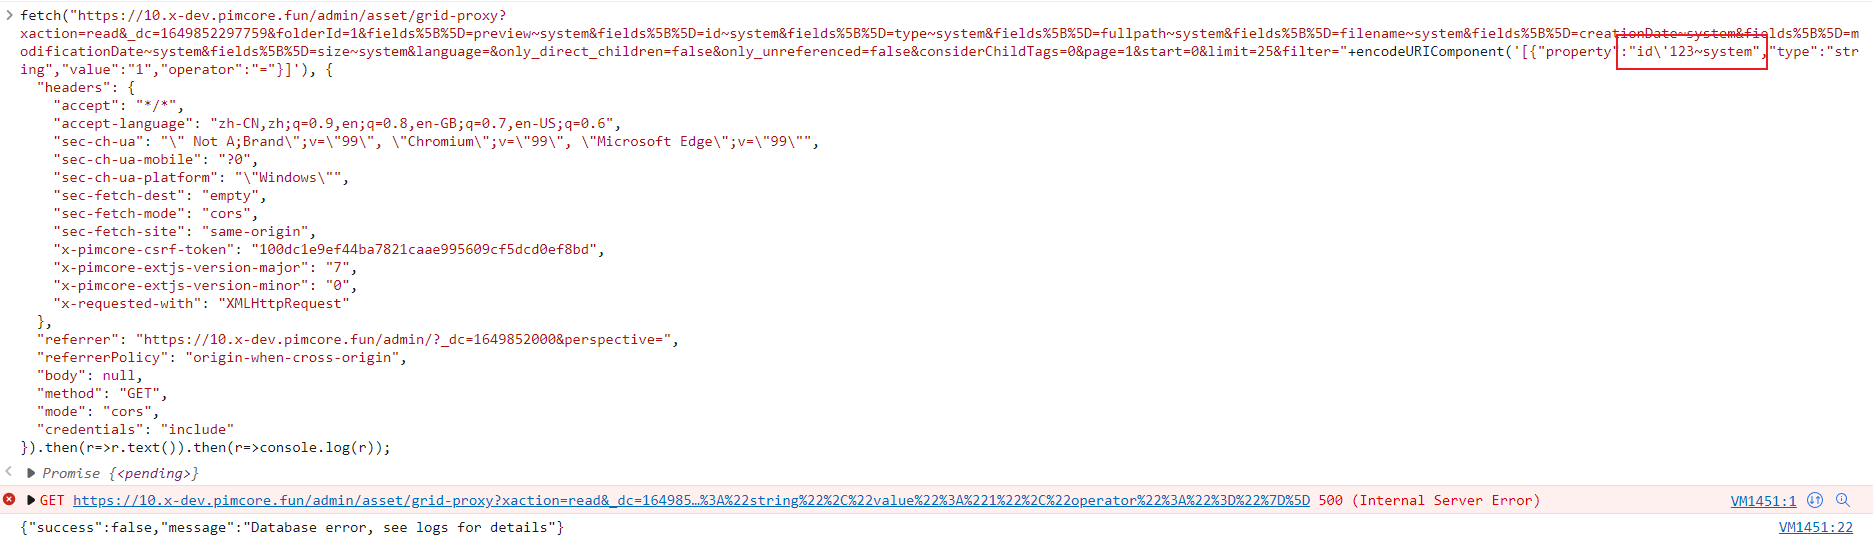 fetch("https://10.x-dev.pimcore.fun/admin/asset/grid-proxy?
xaction=read&_dc=1649852297759&folderId=1&fields%5B%5D=preview~system&fields%5B%5D=id~system&fields%5B%5D=type~system&fields%5B%5D=fullpath~system&fields%5B%5D=filename~system&fields%5B%5D=creationDate~system&fields%5B%5D=m
odificationDate~system&fields%5B%5D=size~system&language=&only_direct_children=false&only_unreferenced=false&considerChildTags=0&page=1&start=0&limit=25&filter="+encodeURIComponent('[{"property":"id\'123~system","type":"str
ing","value":"1","operator":"="}]'), {
"headers": {
"accept": "*/*",
"accept-language": "zh-CN,zh;q=0.9,en;q=0.8,en-GB;q=0.7,en-US;q=0.6",
"sec-ch-ua": "\" Not A;Brand\";v=\"99\", \"Chromium\";v=\"99\", \"Microsoft Edge\";v=\"99\"",
"sec-ch-ua-mobile": "?0",
"sec-ch-ua-platform": "\"Windows\"",
"sec-fetch-dest": "empty",
"sec-fetch-mode": "cors",
"sec-fetch-site": "same-origin",
"x-pimcore-csrf-token": "100dc1e9ef44ba7821caae995609cf5dcd0ef8bd",
"x-pimcore-extjs-version-major": "7",
"x-pimcore-extjs-version-minor": "0",
"x-requested-with": "XMLHttpRequest"
},
"referrer": "https://10.x-dev.pimcore.fun/admin/?_dc=1649852000&perspective=",
"referrerPolicy": "origin-when-cross-origin",
"body": null,
"method": "GET",
"mode": "cors",
"credentials": "include"
}).then(r=>r.text()).then(r=>console.log(r));
Promise {<pending>}
GET https://10.x-dev.pimcore.fun/admin/asset/grid-proxy?xaction=read&_dc=164985…%3A%22string%22%2C%22value%22%3A%221%22%2C%22operator%22%3A%22%3D%22%7D%5D 500 (Internal Server Error) VM1451:1
{"success":false,"message":"Database error, see logs for details"} VM1451:22